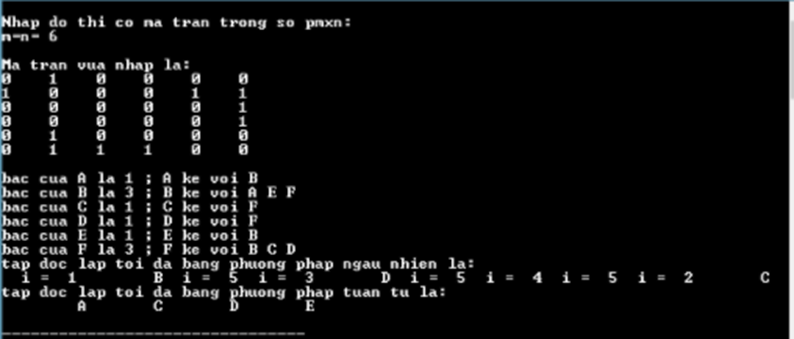 Nhap do thi co ma tran trong so pmxn:
m=n= 6
Ma tran vua nhap la:
0 1 0 0 0 0
1 0 0 0 1 1
0 0 0 0 0 1
0 0 0 0 0 1
0 1 0 0 0 0
0 1 1 1 0 0
bac cua A la 1 ; A ke voi B
bac cua B la 3 ; B ke voi A E F
bac cua C la 1 ; C ke voi F
bac cua D la 1 ; D ke voi F
bac cua E la 1 ; E ke voi B
bac cua F la 3 ; F ke voi B C D
tap doc lap toi da bang phuong phap ngau nhien la:
i = 1 B i = 5 i = 3 D i = 5 i = 4 i = 5 i = 2 C
tap doc lap toi da bang phuong phap tuan tu la:
A C D E